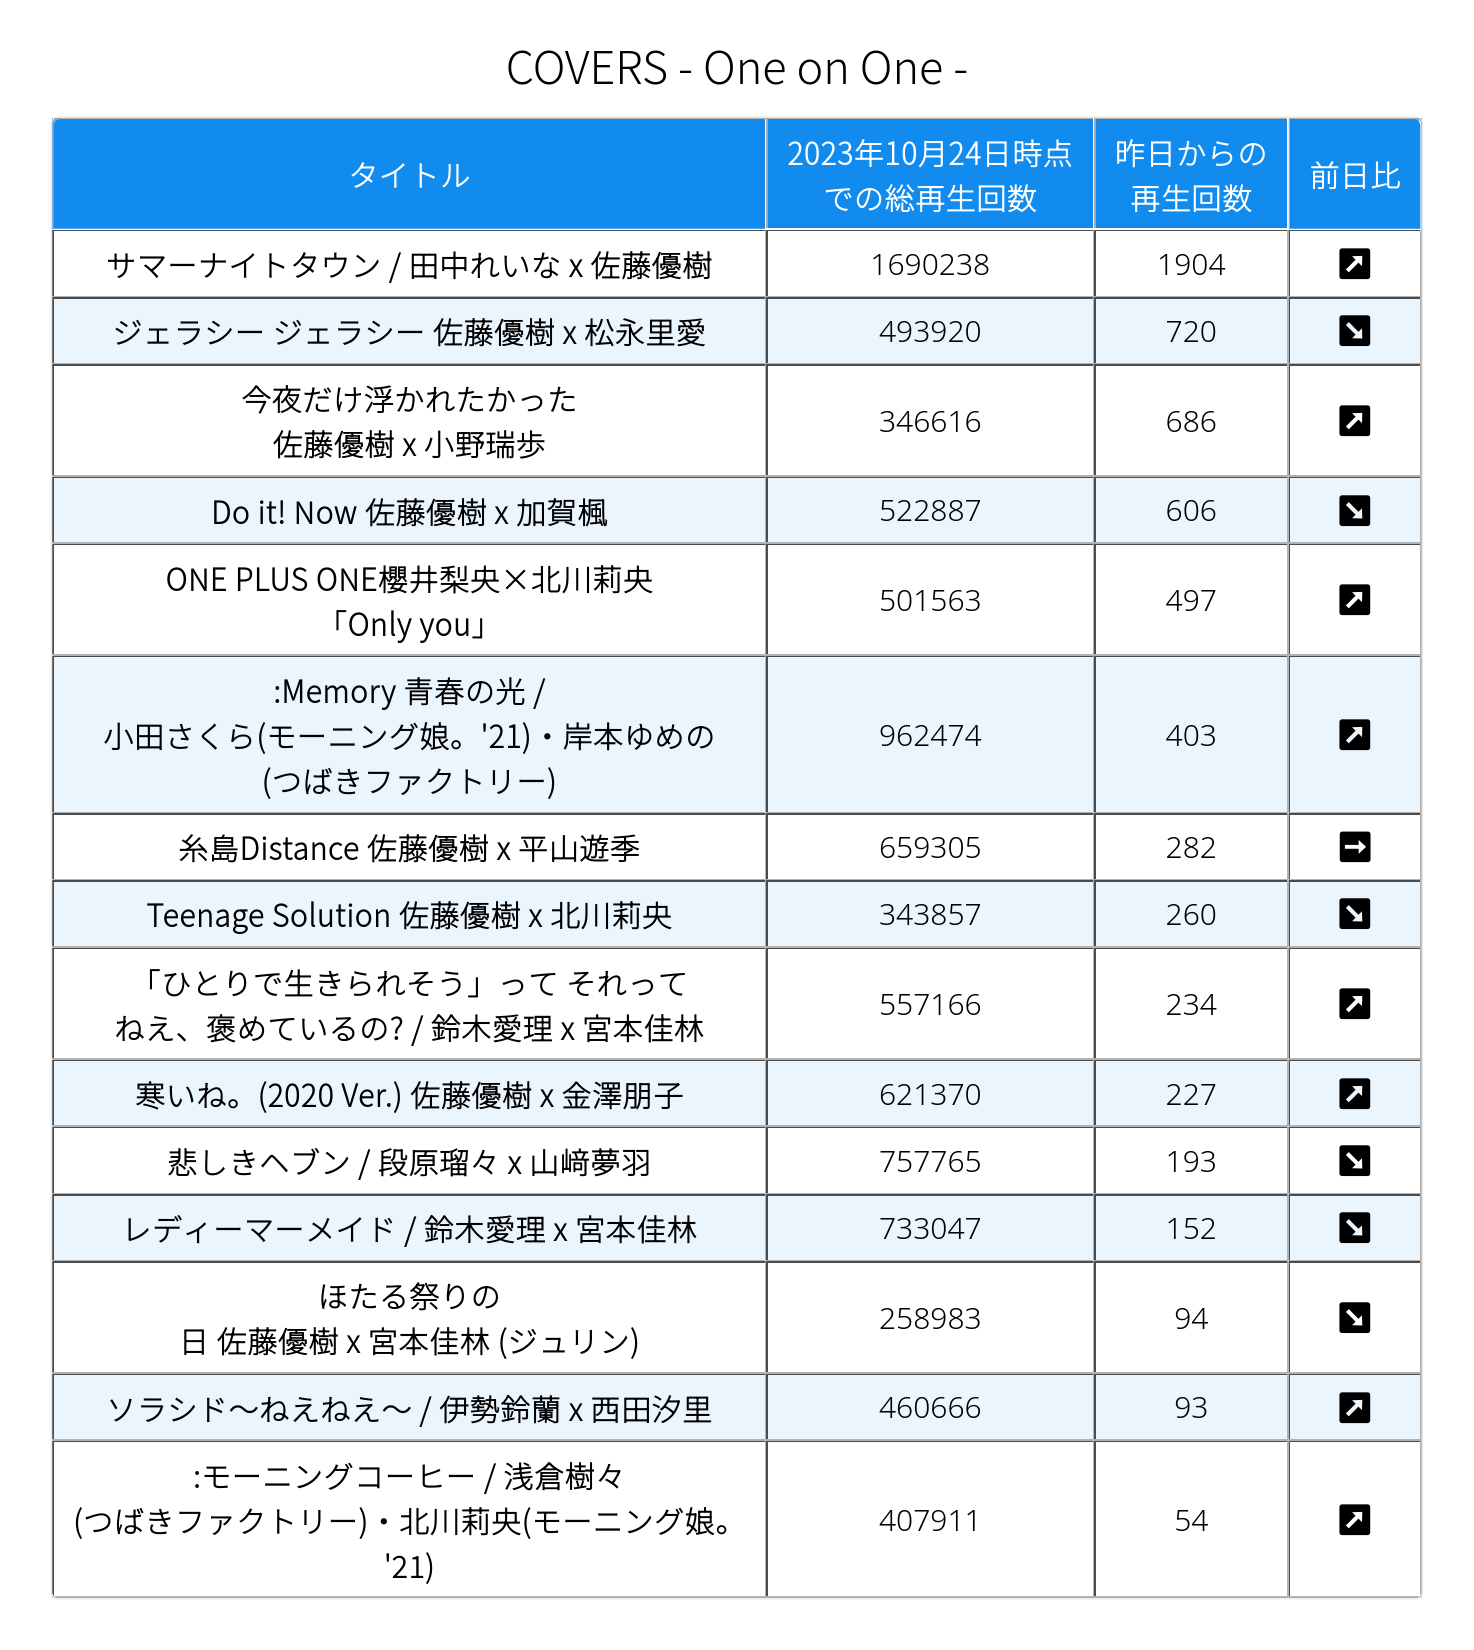 COVERS - One on One -
タイトル
2023年10月24日時点
での総再生回数
昨日からの
再生回数
前日比
サマーナイトタウン / 田中れいな x 佐藤優樹
1690238
1904
ジェラシー ジェラシー 佐藤優樹 x 松永里愛
493920
720
今夜だけ浮かれたかった
佐藤優樹 x 小野瑞歩
346616
686
Do it! Now 佐藤優樹 x 加賀楓
522887
606
ONE PLUS ONE櫻井梨央×北川莉央
「Only you」
501563
497
:Memory 青春の光 /
小田さくら(モーニング娘。'21)・岸本ゆめの
(つばきファクトリー)
962474
403
糸島Distance 佐藤優樹 x 平山遊季
659305
282
Teenage Solution 佐藤優樹 x 北川莉央
343857
260
「ひとりで生きられそう」って それって
ねえ、褒めているの? / 鈴木愛理 x 宮本佳林
557166
234
寒いね。(2020 Ver.) 佐藤優樹 x 金澤朋子
621370
227
悲しきヘブン / 段原瑠々 x 山﨑夢羽
757765
193
レディーマーメイド / 鈴木愛理 x 宮本佳林
733047
152
ほたる祭りの
日 佐藤優樹 x 宮本佳林 (ジュリン)
258983
94
ソラシド～ねえねえ～ / 伊勢鈴蘭 x 西田汐里
460666
93
:モーニングコーヒー / 浅倉樹々
(つばきファクトリー)・北川莉央(モーニング娘。
'21)
407911
54